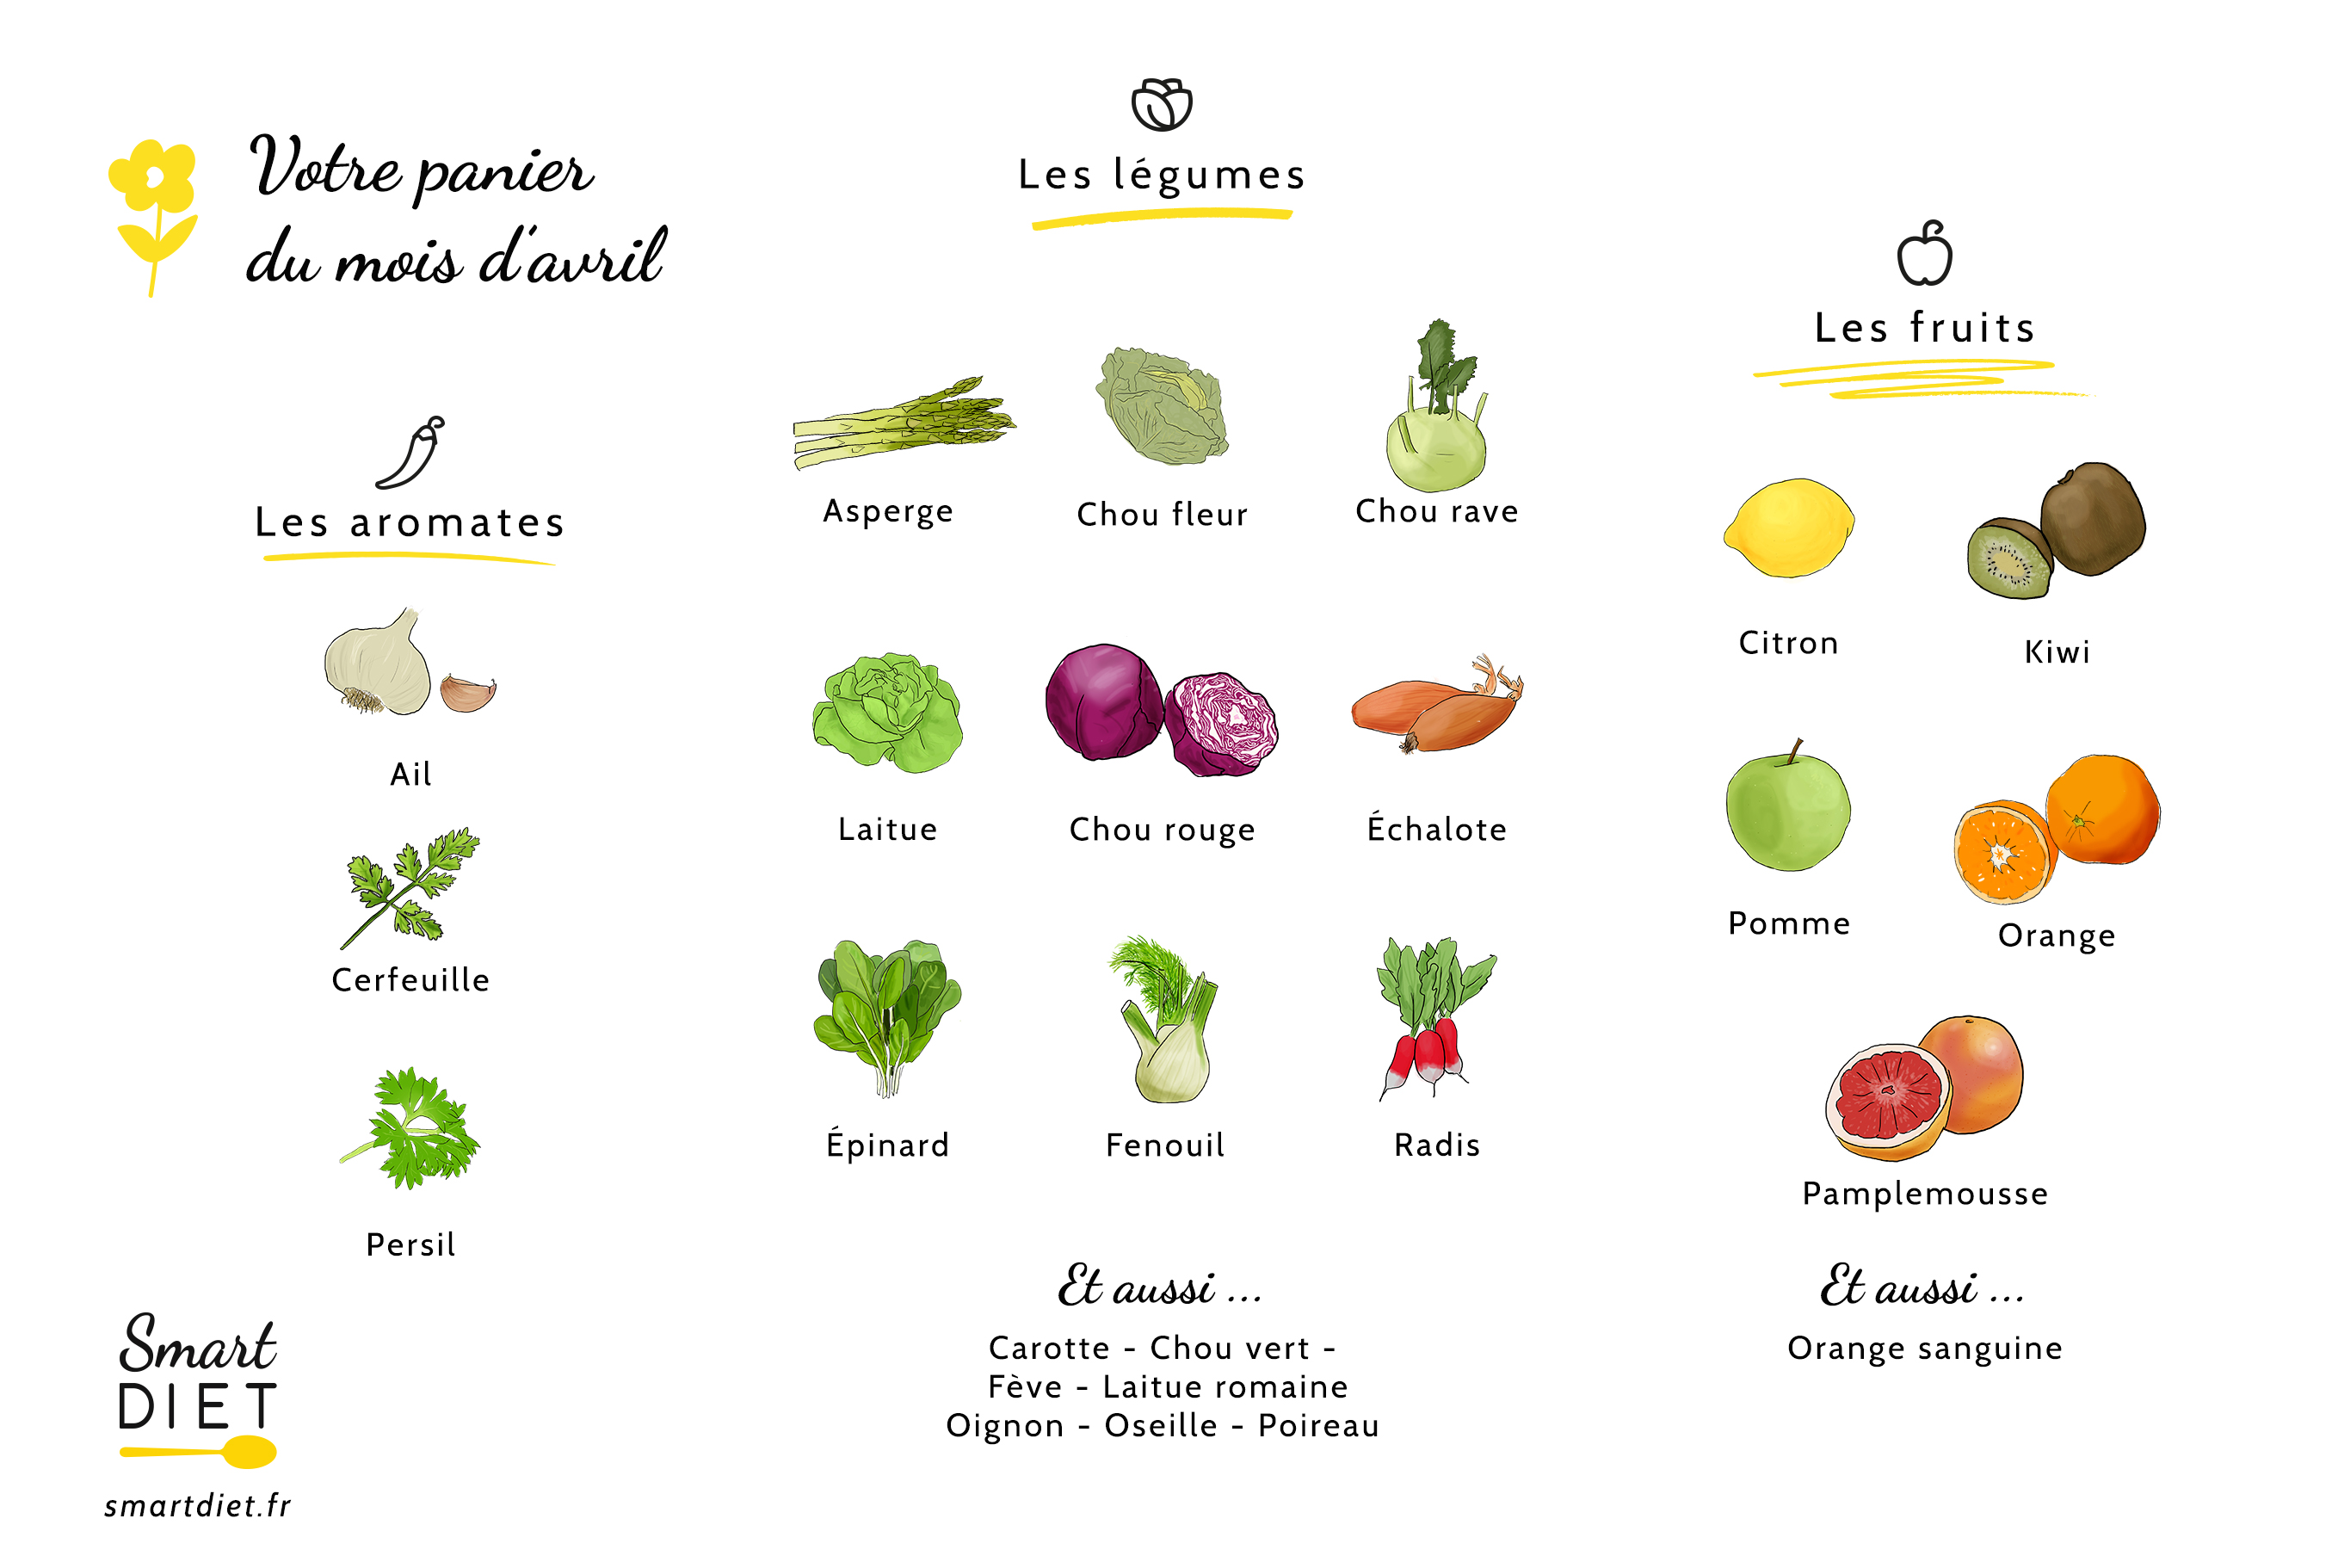 Votre panier
du mois d'avril
Les aromates
Ail
Cerfeuille
Persil
Les légumes
Asperge
Chou fleur
Chou rave
Laitue
Chou rouge
Échalote
Épinard
Fenouil
Radis
Et aussi ...
Carotte - Chou vert -
Fève - Laitue romaine
Oignon - Oseille - Poireau
Les fruits
Citron
Kiwi
Pomme
Orange
Pamplemousse
Et aussi ...
Orange sanguine
Smart
DIET
smartdiet.fr